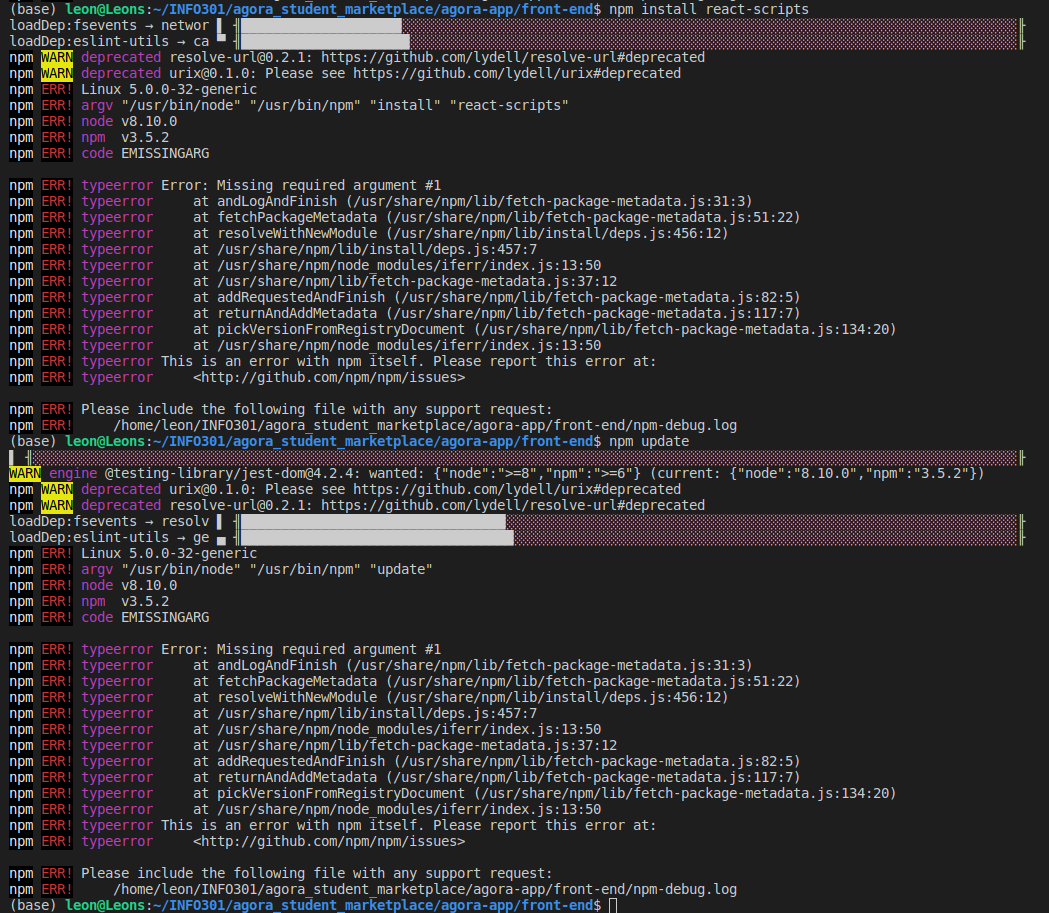 (base) leon@Leons:~/INFO301/agora_student_marketplace/agora-app/front-end$ npm install react-scripts
loadDep:fsevents → networ
loadDep:eslint-utils → ca
npm WARN deprecated resolve-url@0.2.1: https://github.com/lydell/resolve-url#deprecated
npm WARN deprecated urix@0.1.0: Please see https://github.com/lydell/urix#deprecated
npm ERR! Linux 5.0.0-32-generic
npm ERR! argv "/usr/bin/node" "/usr/bin/npm" "install" "react-scripts"
npm ERR! node v8.10.0
npm ERR! npm  v3.5.2
npm ERR! code EMISSINGARG

npm ERR! typeerror Error: Missing required argument #1
npm ERR! typeerror     at andLogAndFinish (/usr/share/npm/lib/fetch-package-metadata.js:31:3)
npm ERR! typeerror     at fetchPackageMetadata (/usr/share/npm/lib/fetch-package-metadata.js:51:22)
npm ERR! typeerror     at resolveWithNewModule (/usr/share/npm/lib/install/deps.js:456:12)
npm ERR! typeerror     at /usr/share/npm/lib/install/deps.js:457:7
npm ERR! typeerror     at /usr/share/npm/node_modules/iferr/index.js:13:50
npm ERR! typeerror     at /usr/share/npm/lib/fetch-package-metadata.js:37:12
npm ERR! typeerror     at addRequestedAndFinish (/usr/share/npm/lib/fetch-package-metadata.js:82:5)
npm ERR! typeerror     at returnAndAddMetadata (/usr/share/npm/lib/fetch-package-metadata.js:117:7)
npm ERR! typeerror     at pickVersionFromRegistryDocument (/usr/share/npm/lib/fetch-package-metadata.js:134:20)
npm ERR! typeerror     at /usr/share/npm/node_modules/iferr/index.js:13:50
npm ERR! typeerror This is an error with npm itself. Please report this error at:
npm ERR! typeerror     <http://github.com/npm/npm/issues>

npm ERR! Please include the following file with any support request:
npm ERR!     /home/leon/INFO301/agora_student_marketplace/agora-app/front-end/npm-debug.log
(base) leon@Leons:~/INFO301/agora_student_marketplace/agora-app/front-end$ npm update
WARN engine @testing-library/jest-dom@4.2.4: wanted: {"node":">=8","npm":">=6"} (current: {"node":"8.10.0","npm":"3.5.2"})
npm WARN deprecated urix@0.1.0: Please see https://github.com/lydell/urix#deprecated
npm WARN deprecated resolve-url@0.2.1: https://github.com/lydell/resolve-url#deprecated
loadDep:fsevents → resolv
loadDep:eslint-utils → ge
npm ERR! Linux 5.0.0-32-generic
npm ERR! argv "/usr/bin/node" "/usr/bin/npm" "update"
npm ERR! node v8.10.0
npm ERR! npm  v3.5.2
npm ERR! code EMISSINGARG

npm ERR! typeerror Error: Missing required argument #1
npm ERR! typeerror     at andLogAndFinish (/usr/share/npm/lib/fetch-package-metadata.js:31:3)
npm ERR! typeerror     at fetchPackageMetadata (/usr/share/npm/lib/fetch-package-metadata.js:51:22)
npm ERR! typeerror     at resolveWithNewModule (/usr/share/npm/lib/install/deps.js:456:12)
npm ERR! typeerror     at /usr/share/npm/lib/install/deps.js:457:7
npm ERR! typeerror     at /usr/share/npm/node_modules/iferr/index.js:13:50
npm ERR! typeerror     at /usr/share/npm/lib/fetch-package-metadata.js:37:12
npm ERR! typeerror     at addRequestedAndFinish (/usr/share/npm/lib/fetch-package-metadata.js:82:5)
npm ERR! typeerror     at returnAndAddMetadata (/usr/share/npm/lib/fetch-package-metadata.js:117:7)
npm ERR! typeerror     at pickVersionFromRegistryDocument (/usr/share/npm/lib/fetch-package-metadata.js:134:20)
npm ERR! typeerror     at /usr/share/npm/node_modules/iferr/index.js:13:50
npm ERR! typeerror This is an error with npm itself. Please report this error at:
npm ERR! typeerror     <http://github.com/npm/npm/issues>

npm ERR! Please include the following file with any support request:
npm ERR!     /home/leon/INFO301/agora_student_marketplace/agora-app/front-end/npm-debug.log
(base) leon@Leons:~/INFO301/agora_student_marketplace/agora-app/front-end$